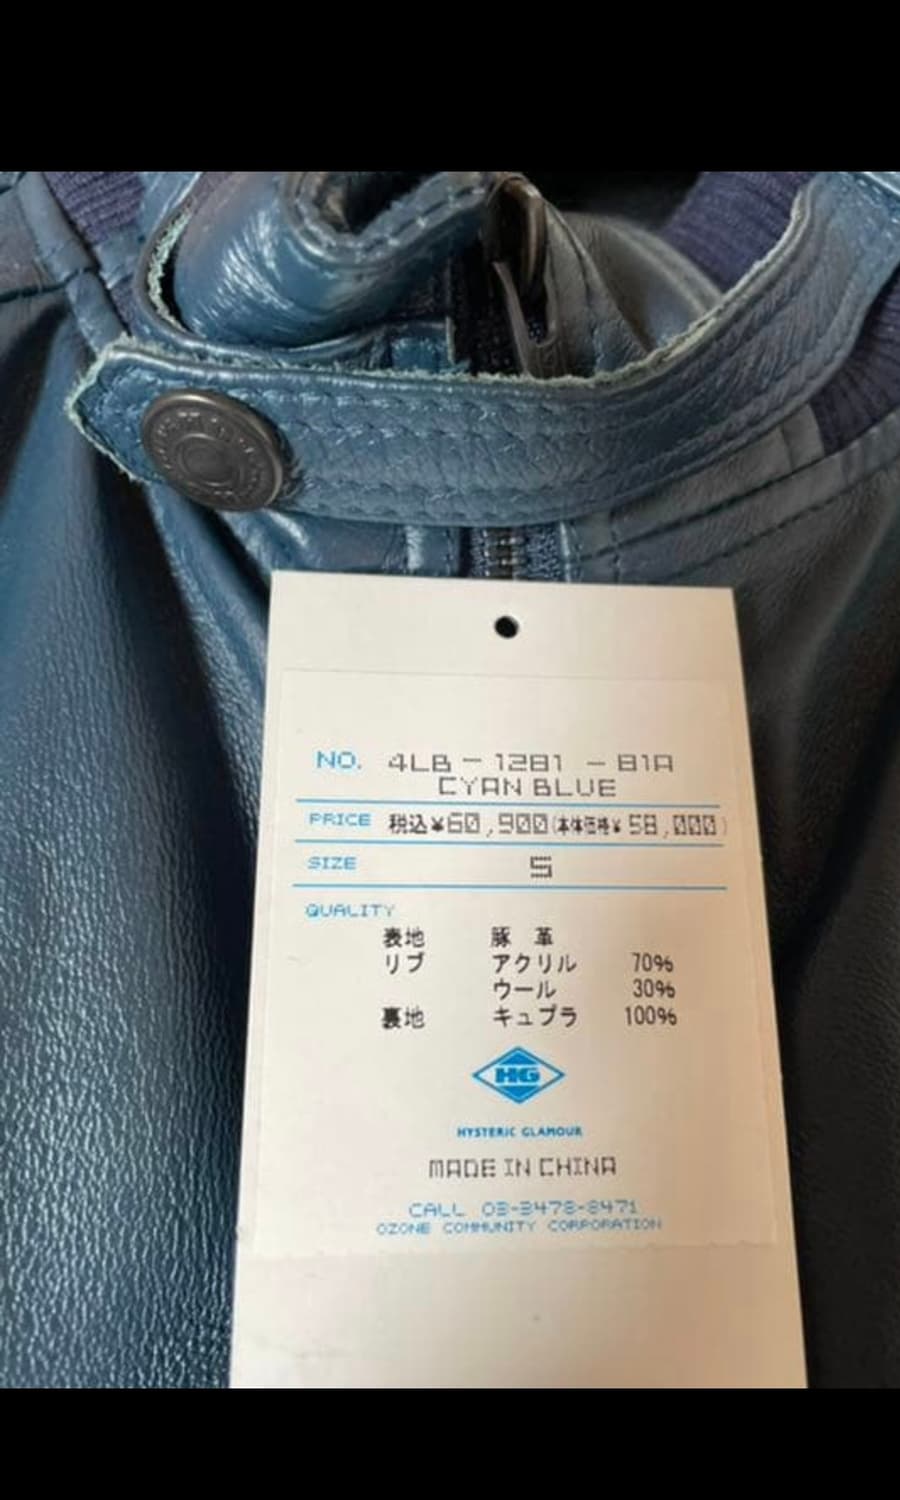 NO. 4LB - 1281 - 81A
CYAN BLUE
PRICE 税込¥60,900(本体価格¥58,000)
SIZE S
QUALITY
表地 豚革
リブ アクリル 70%
ウール 30%
裏地 キュプラ 100%
HG
HYSTERIC GLAMOUR
MADE IN CHINA
CALL 03-3478-8471
OZONE COMMUNITY CORPORATION